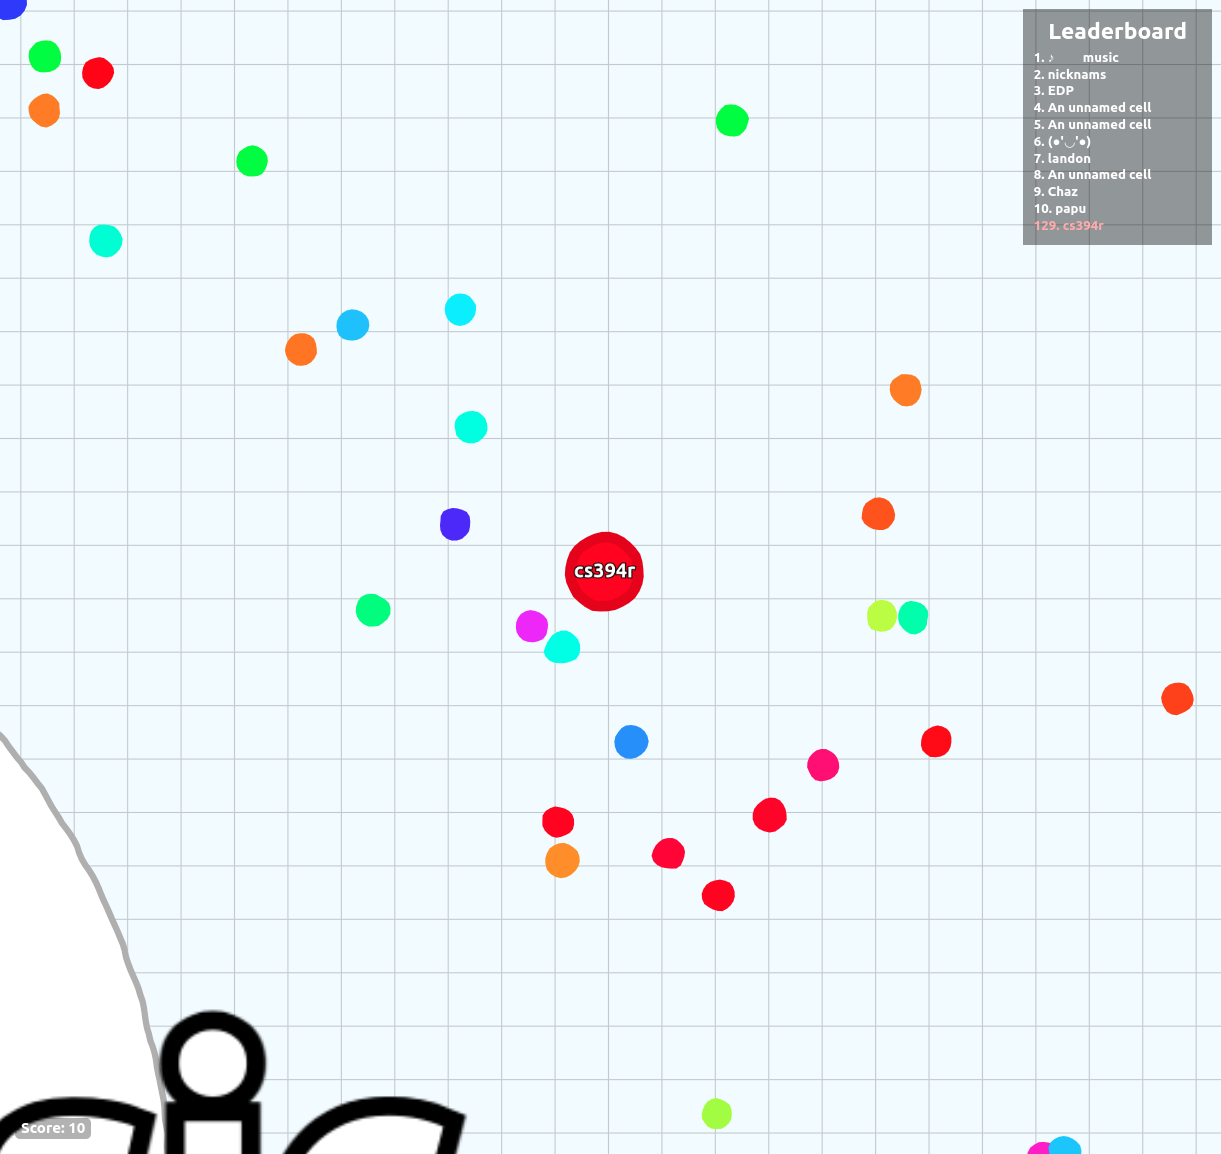 Leaderboard
1. ♪ music
2. nicknams
3. EDP
4. An unnamed cell
5. An unnamed cell
6. (●'◡'●)
7. landon
8. An unnamed cell
9. Chaz
10. papu
129. cs394r
cs394r
Score: 10